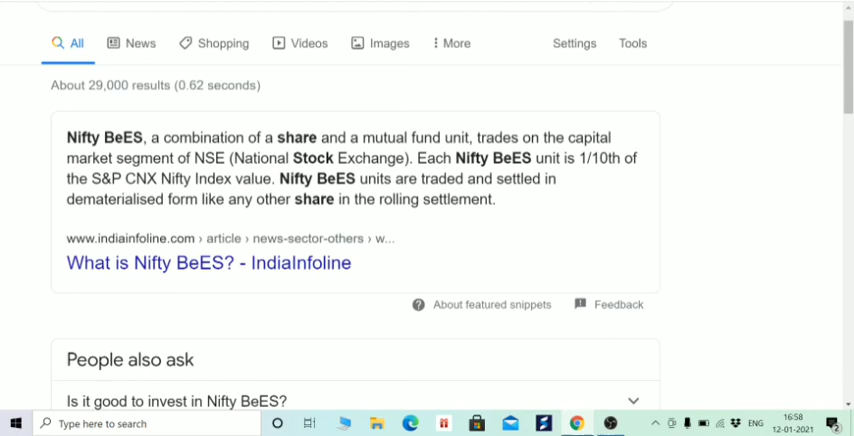 All News Shopping Videos Images More Settings Tools
About 29,000 results (0.62 seconds)
Nifty BeES, a combination of a share and a mutual fund unit, trades on the capital
market segment of NSE (National Stock Exchange). Each Nifty BeES unit is 1/10th of
the S&P CNX Nifty Index value. Nifty BeES units are traded and settled in
dematerialised form like any other share in the rolling settlement.
www.indiainfoline.com › article › news-sector-others › w...
What is Nifty BeES? - IndiaInfoline
About featured snippets Feedback
People also ask
Is it good to invest in Nifty BeES?
Type here to search
ENG
16:58
12-01-2021
2